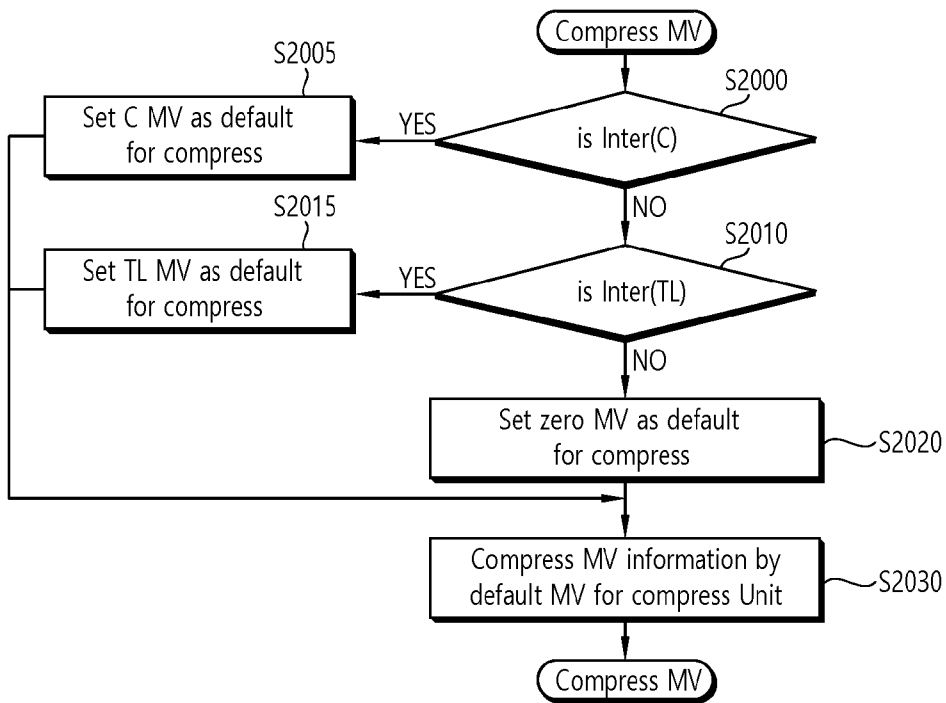 Compress MV
S2005
S2000
Set C MV as default
for compress
YES
is Inter(C)
NO
S2015
S2010
Set TL MV as default
for compress
YES
is Inter(TL)
NO
Set zero MV as default
for compress
S2020
Compress MV information by
default MV for compress Unit
S2030
Compress MV